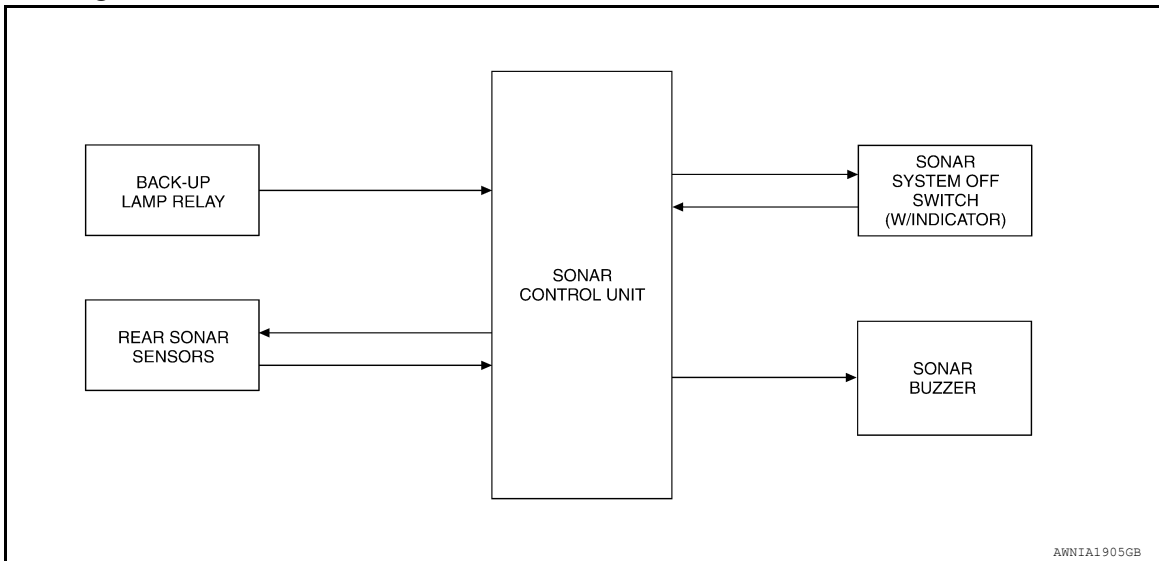 BACK-UP
LAMP RELAY
REAR SONAR
SENSORS
SONAR
CONTROL UNIT
SONAR
SYSTEM OFF
SWITCH
(W/INDICATOR)
SONAR
BUZZER
AWNIA1905GB